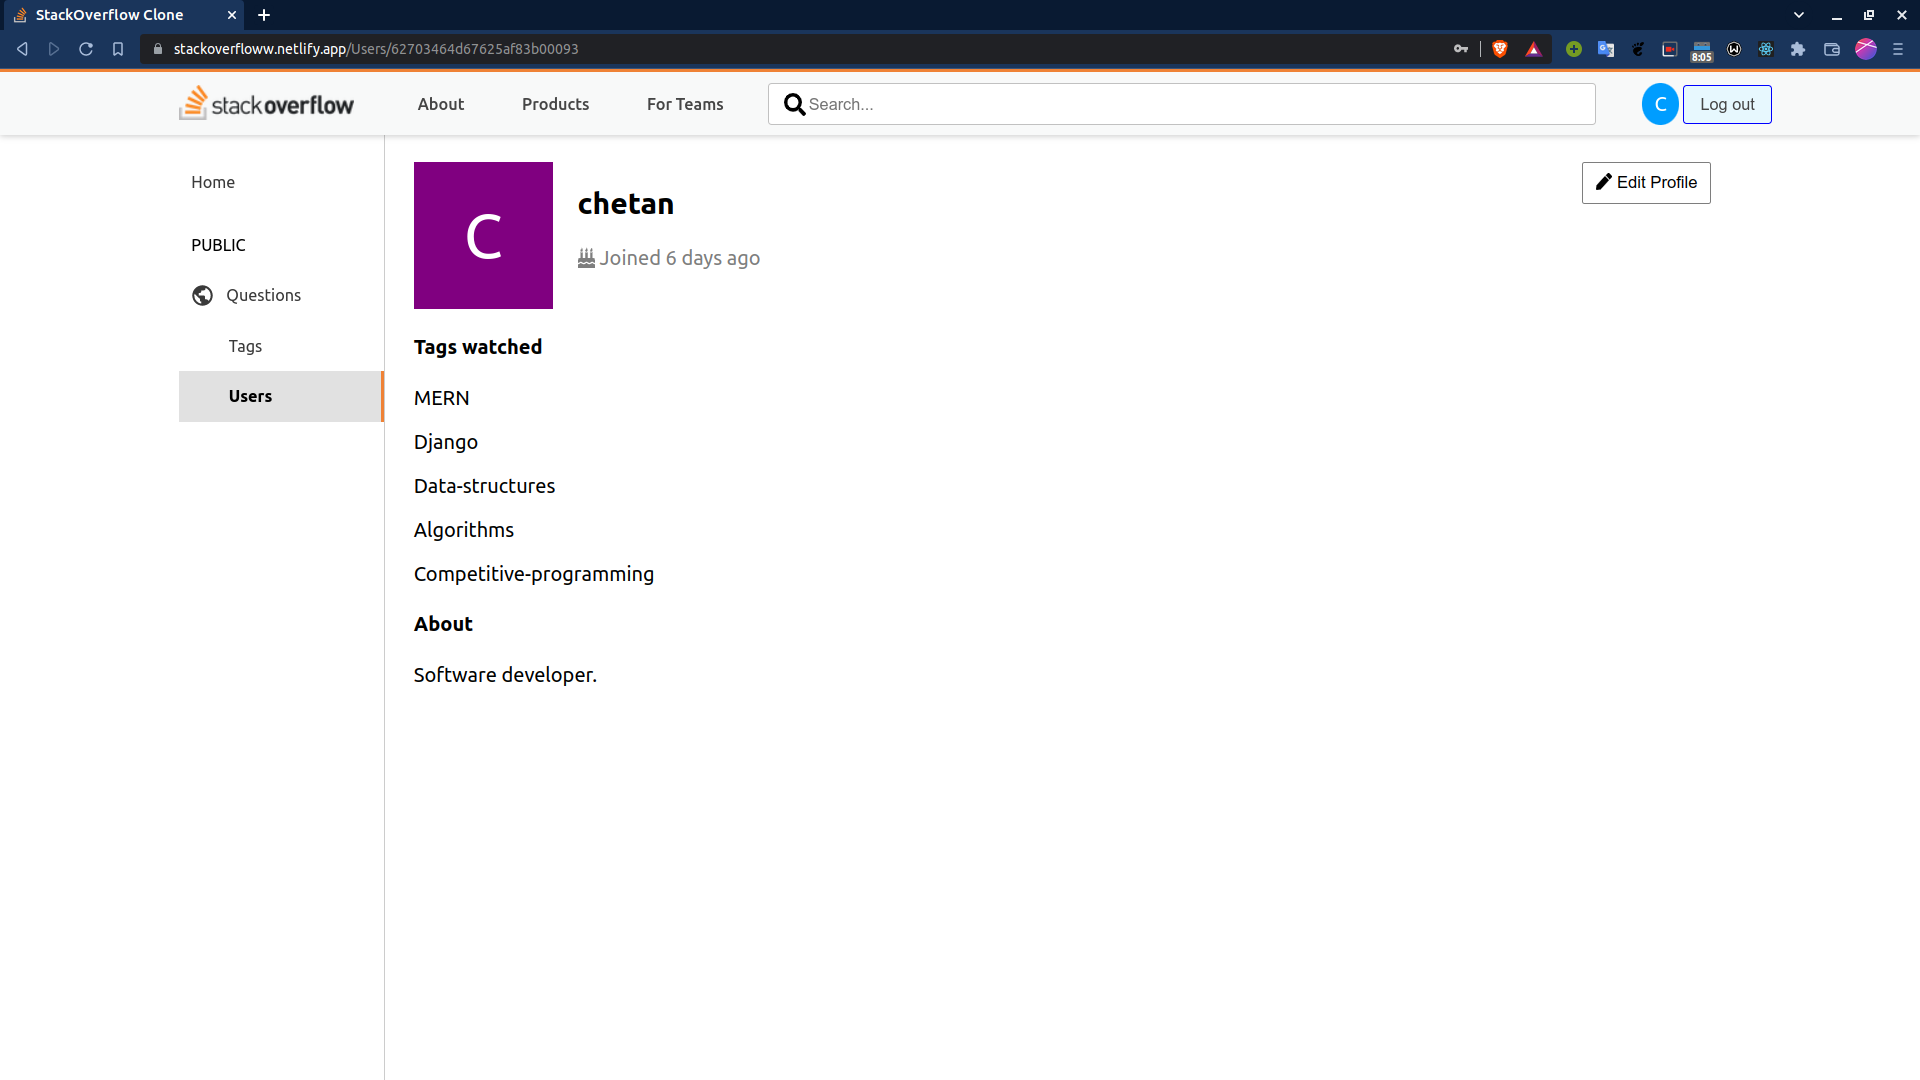 StackOverflow Clone
stackoverfloww.netlify.app/Users/62703464d67625af83b00093
8:05
stackoverflow
About
Products
For Teams
Search...
C
Log out
Home
PUBLIC
Questions
Tags
Users
C
chetan
Joined 6 days ago
Edit Profile
Tags watched
MERN
Django
Data-structures
Algorithms
Competitive-programming
About
Software developer.